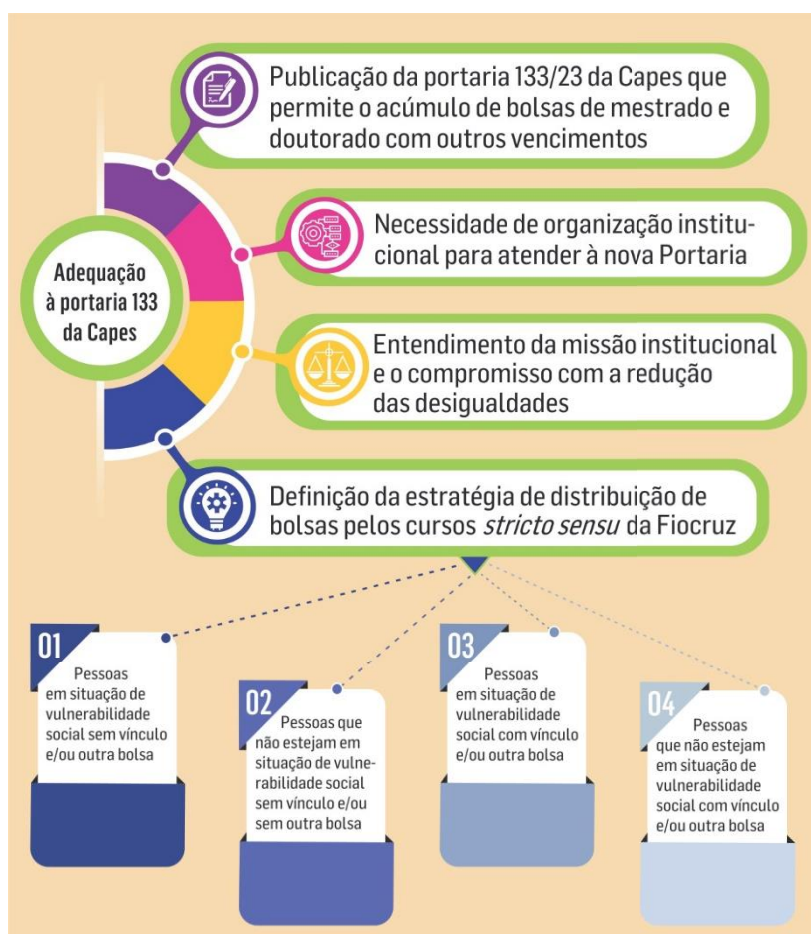 Publicação da portaria 133/23 da Capes que
permite o acúmulo de bolsas de mestrado e
doutorado com outros vencimentos
Necessidade de organização institu-
cional para atender à nova Portaria
Adequação
à portaria 133
da Capes
Entendimento da missão institucional
e o compromisso com a redução
das desigualdades
Definição da estratégia de distribuição de
bolsas pelos cursos stricto sensu da Fiocruz
01
Pessoas
em situação de
vulnerabilidade
social sem vínculo
e/ou outra bolsa
02
Pessoas que
não estejam em
situação de vulne-
rabilidade social
sem vínculo e/ou
sem outra bolsa
03
Pessoas
em situação de
vulnerabilidade
social com vínculo
e/ou outra bolsa
04
Pessoas
que não estejam
em situação de
vulnerabilidade
social com vínculo
e/ou outra bolsa